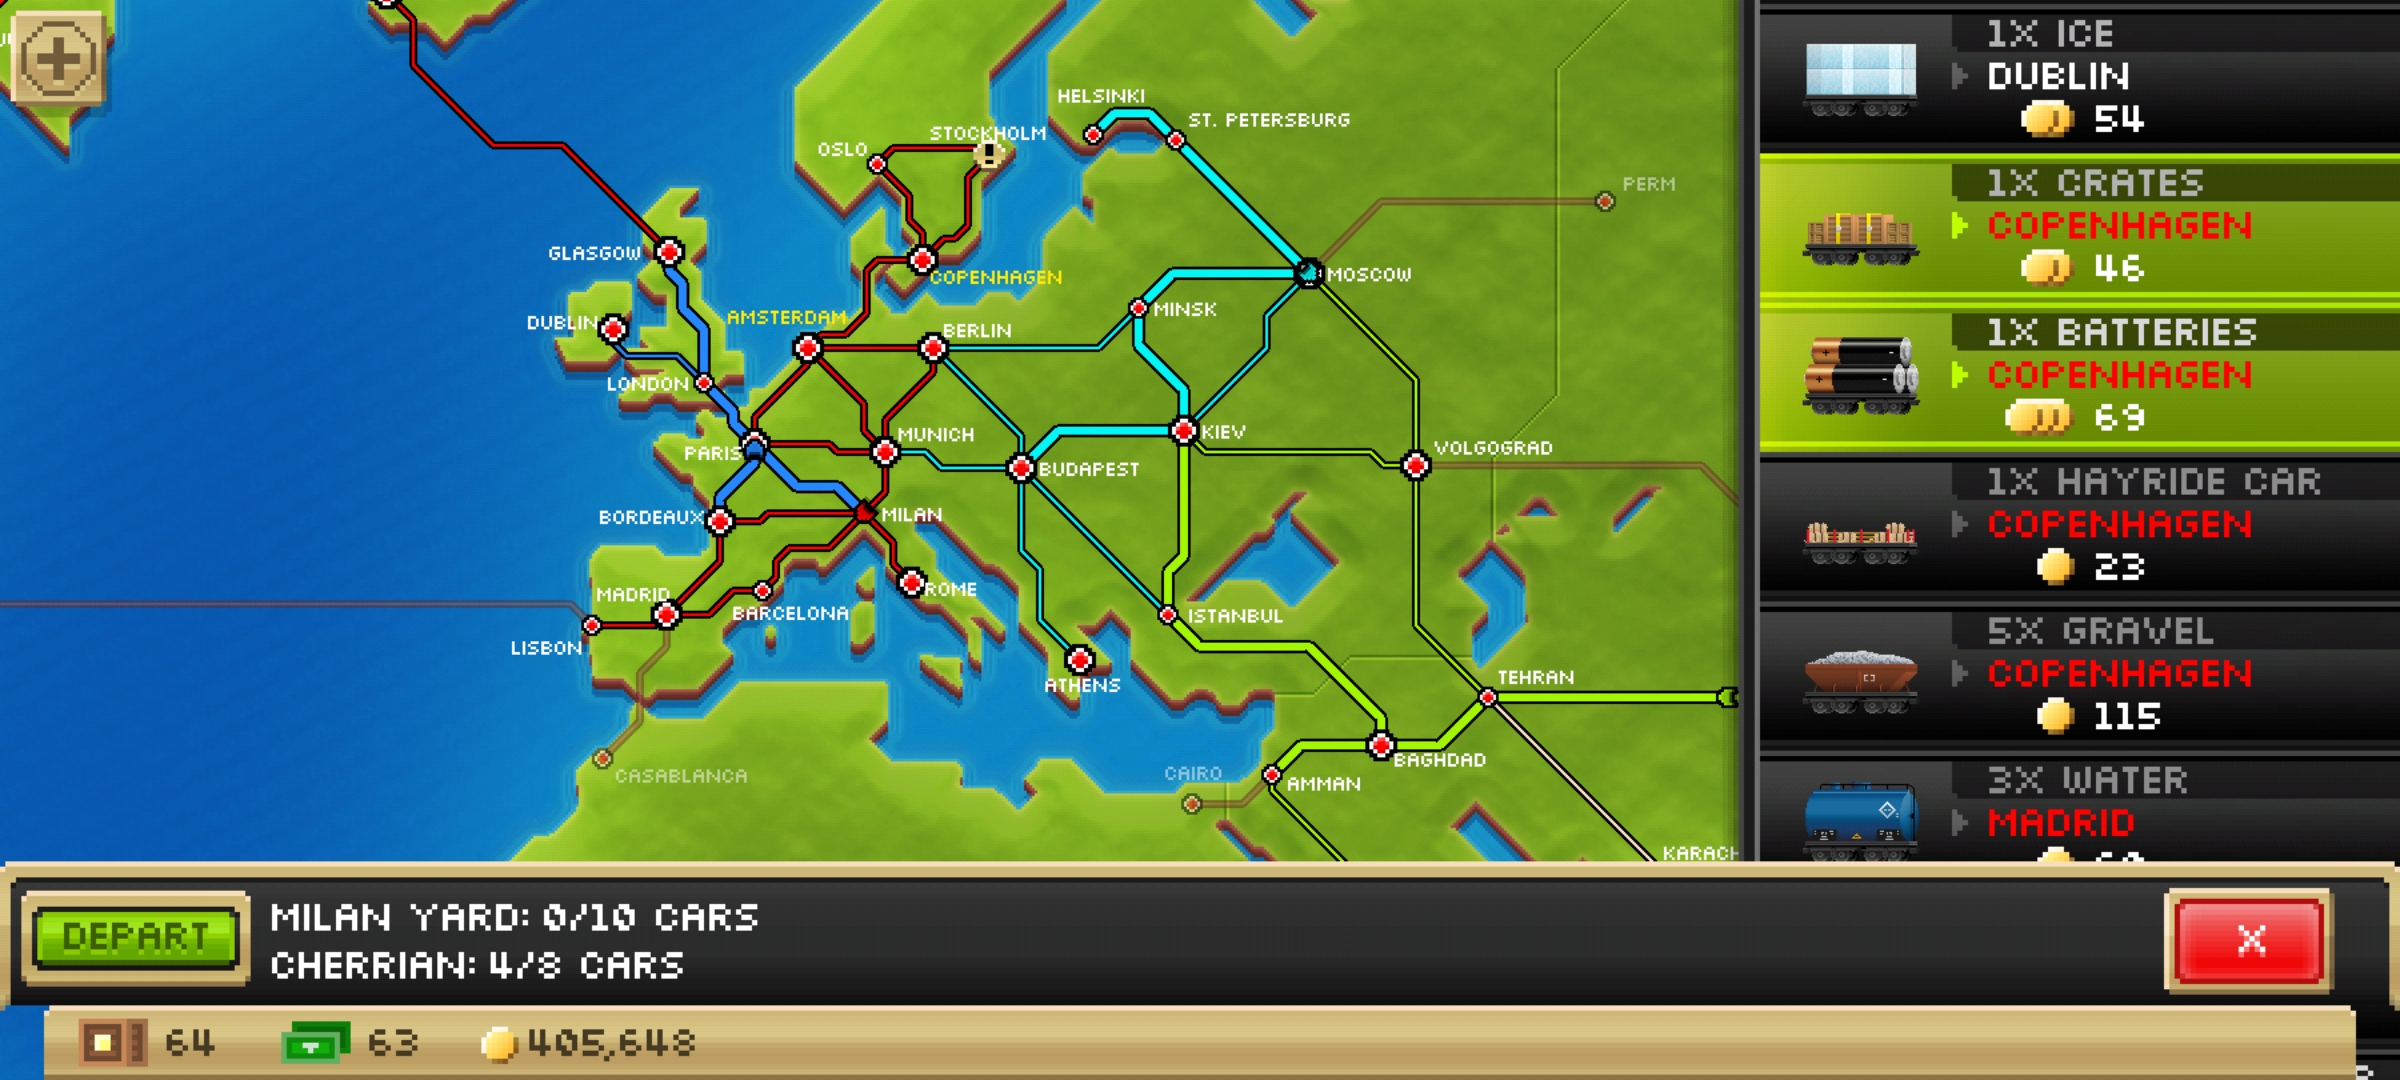 HELSINKI
ST. PETERSBURG
STOCKHOLM
OSLO
PERM
GLASGOW
COPENHAGEN
MOSCOW
MINSK
DUBLIN
AMSTERDAM
BERLIN
LONDON
MUNICH
KIEV
PARIS
BUDAPEST
VOLGOGRAD
BORDEAUX
MILAN
MADRID
ROME
BARCELONA
ISTANBUL
LISBON
ATHENS
TEHRAN
BAGHDAD
CASABLANCA
CAIRO
AMMAN
KARACH
1X ICE
DUBLIN
54
1X CRATES
COPENHAGEN
46
1X BATTERIES
COPENHAGEN
69
1X HAYRIDE CAR
COPENHAGEN
23
5X GRAVEL
COPENHAGEN
115
3X WATER
MADRID
DEPART
MILAN YARD: 0/10 CARS
CHERRIAN: 4/8 CARS
X
64
63
405,648